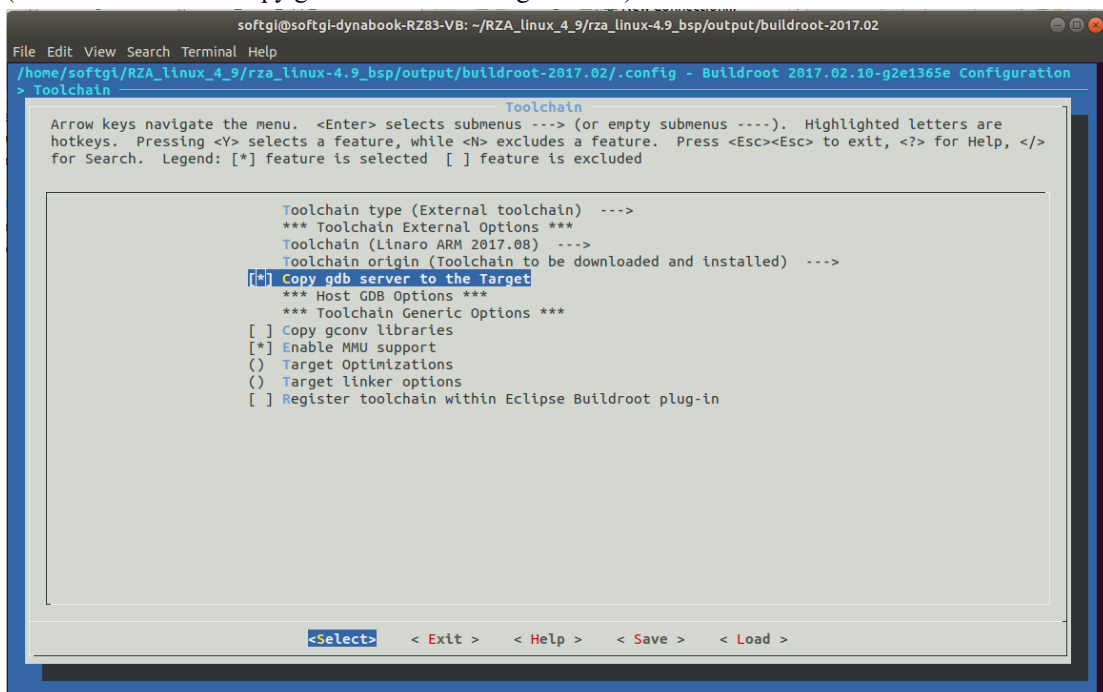 softgi@softgi-dynabook-RZ83-VB: ~/RZA_linux_4_9/rza_linux-4.9_bsp/output/buildroot-2017.02
File Edit View Search Terminal Help
/home/softgi/RZA_linux_4_9/rza_linux-4.9_bsp/output/buildroot-2017.02/.config - Buildroot 2017.02.10-g2e1365e Configuration
> Toolchain
Toolchain
Arrow keys navigate the menu. <Enter> selects submenus ---> (or empty submenus ----). Highlighted letters are
hotkeys. Pressing <Y> selects a feature, while <N> excludes a feature. Press <Esc><Esc> to exit, <?> for Help, </>
for Search. Legend: [*] feature is selected [ ] feature is excluded
Toolchain type (External toolchain) --->
*** Toolchain External Options ***
Toolchain (Linaro ARM 2017.08) --->
Toolchain origin (Toolchain to be downloaded and installed) --->
[*] Copy gdb server to the Target
*** Host GDB Options ***
*** Toolchain Generic Options ***
[ ] Copy gconv libraries
[*] Enable MMU support
() Target Optimizations
() Target linker options
[ ] Register toolchain within Eclipse Buildroot plug-in
<Select> < Exit > < Help > < Save > < Load >